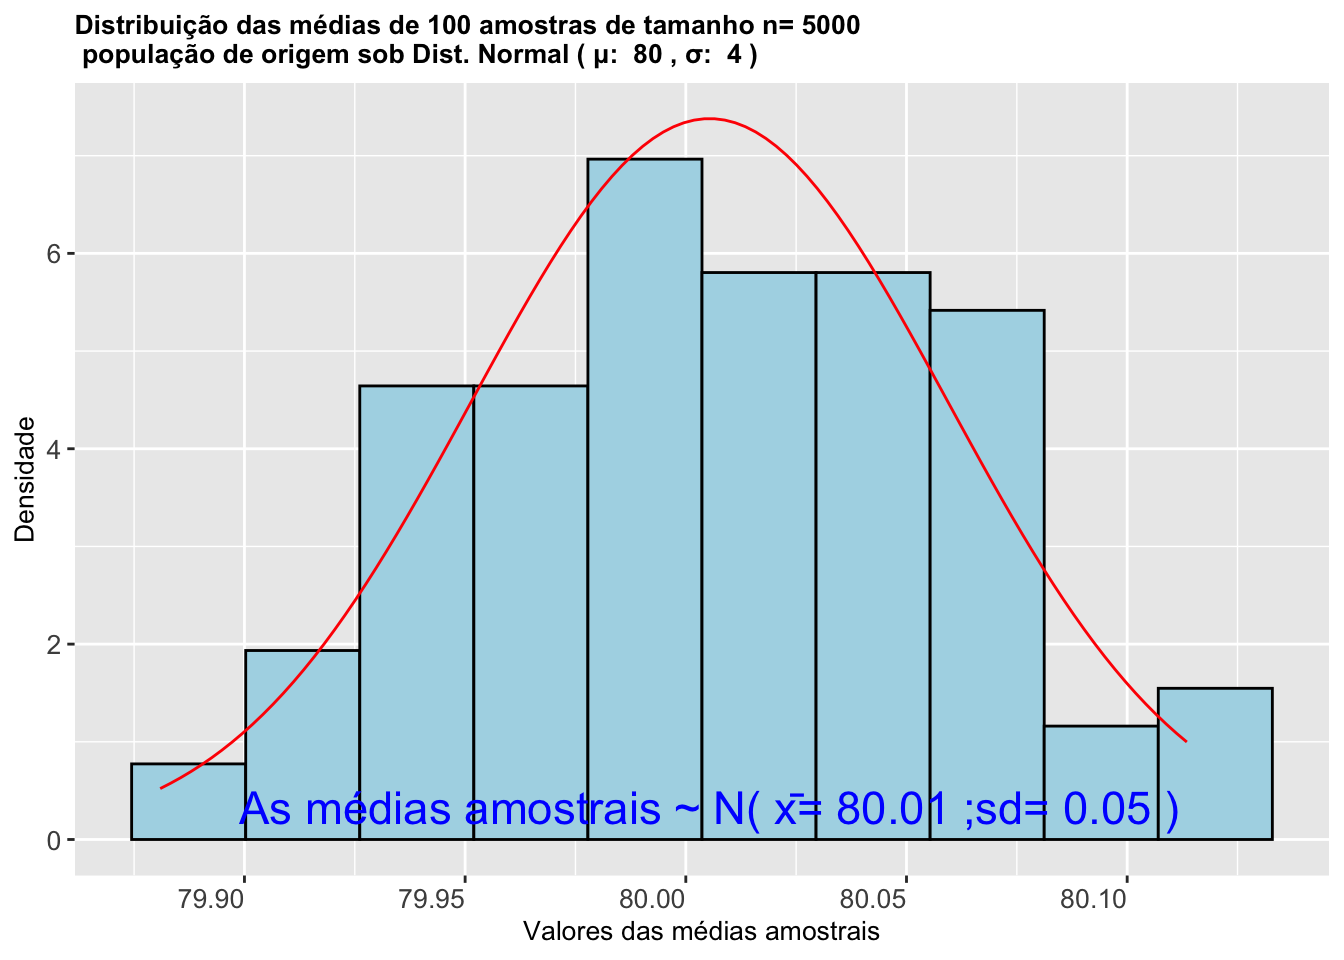 Distribuição das médias de 100 amostras de tamanho n= 5000
população de origem sob Dist. Normal ( μ: 80 , σ: 4 )
Densidade
6
4
2
0
As médias amostrais ~ N( x̄= 80.01 ;sd= 0.05 )
79.90 79.95 80.00 80.05 80.10
Valores das médias amostrais